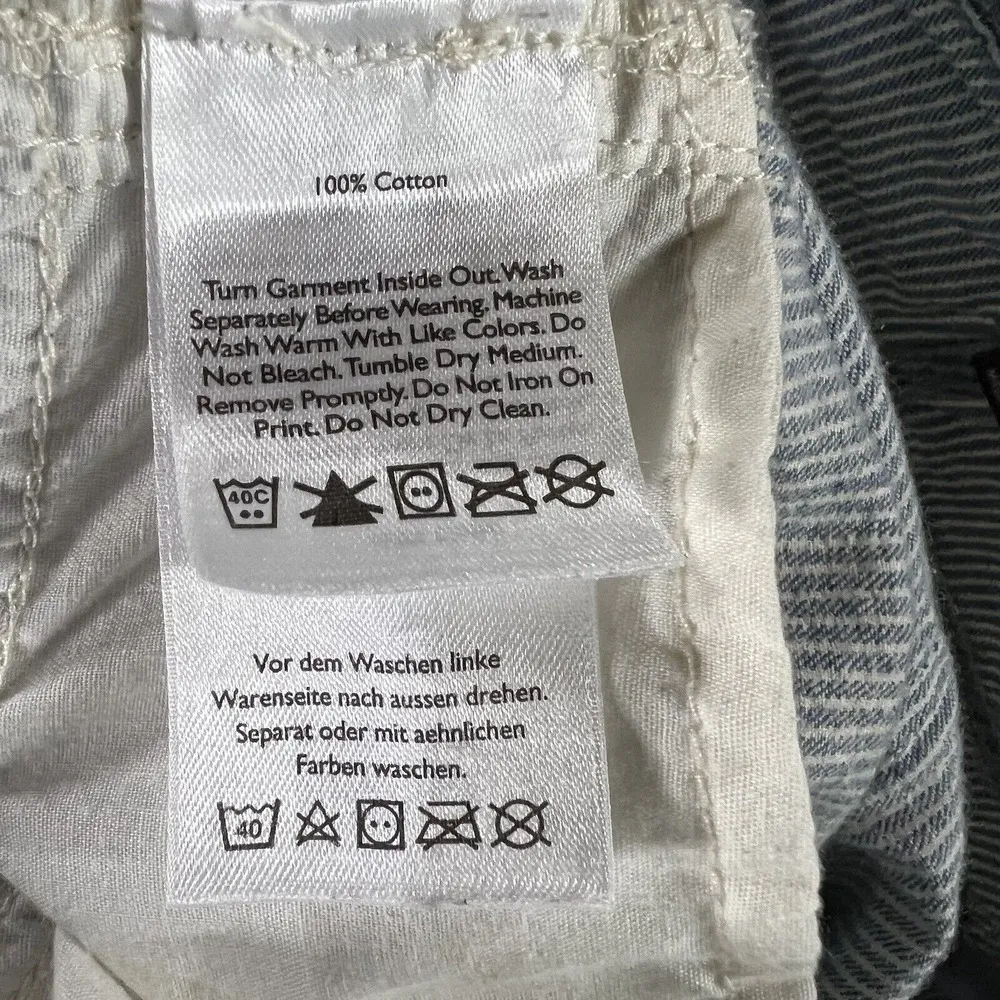 100% Cotton
Turn Garment Inside Out. Wash
Separately Before Wearing. Machine
Wash Warm With Like Colors. Do
Not Bleach. Tumble Dry Medium.
Remove Promptly. Do Not Iron On
Print. Do Not Dry Clean.
40C
Vor dem Waschen linke
Warenseite nach aussen drehen.
Separat oder mit aehnlichen
Farben waschen.
40